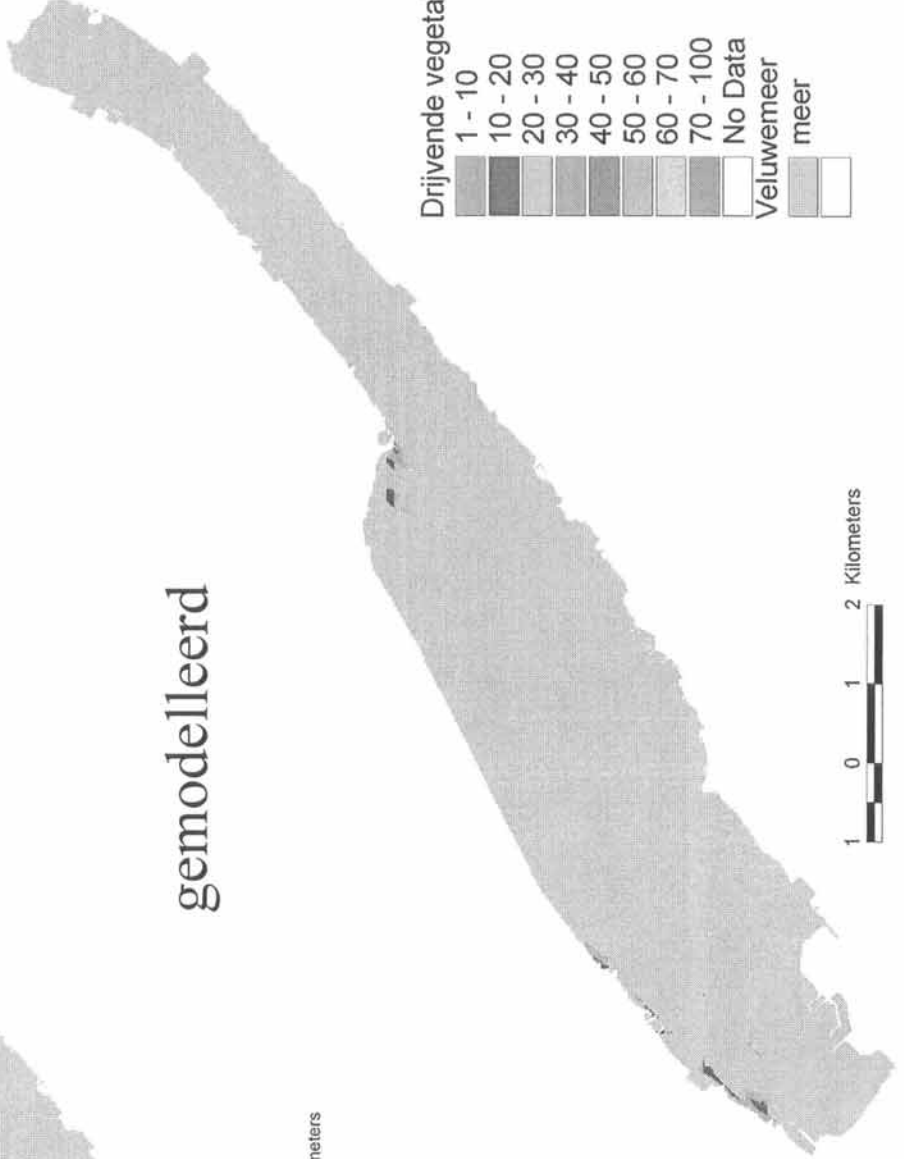 gemodelleerd
Drijvende vegeta
1 - 10
10 - 20
20 - 30
30 - 40
40 - 50
50 - 60
60 - 70
70 - 100
No Data
Veluwemeer
meer
1 0 1 2 Kilometers
meters